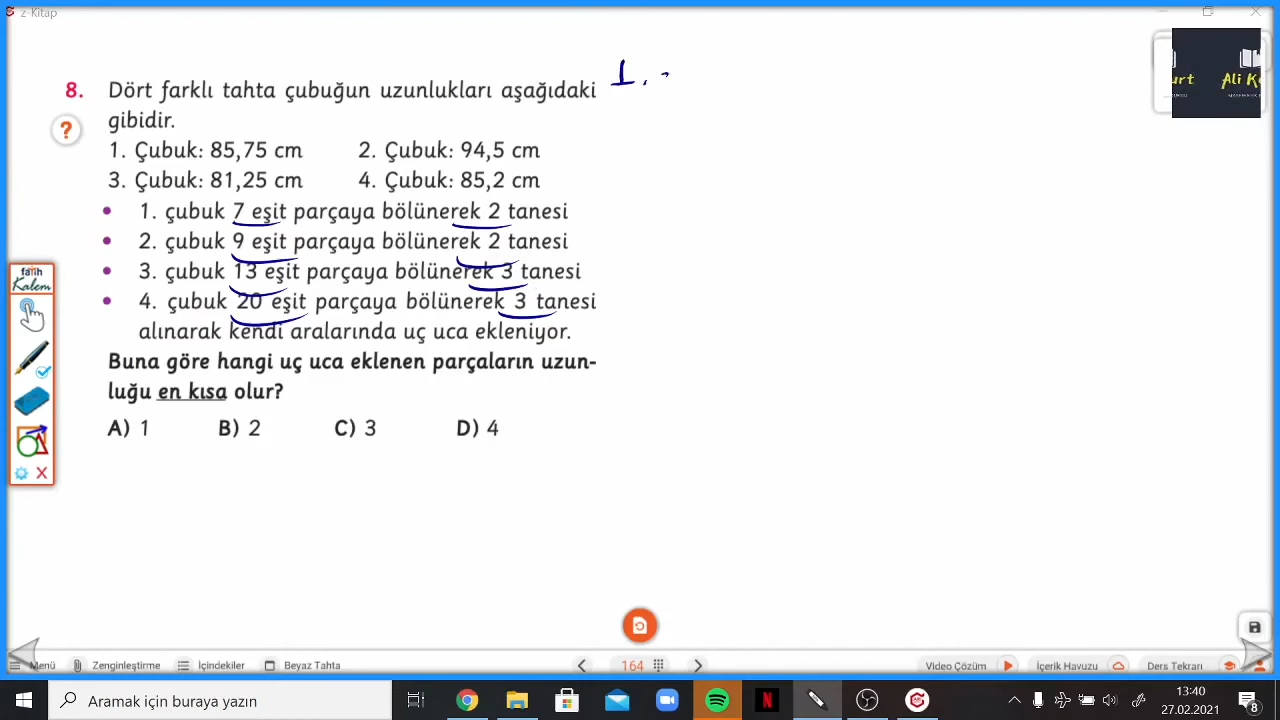 z-Kitap
1.
8. Dört farklı tahta çubuğun uzunlukları aşağıdaki
gibidir.
1. Çubuk: 85,75 cm 2. Çubuk: 94,5 cm
3. Çubuk: 81,25 cm 4. Çubuk: 85,2 cm
• 1. çubuk 7 eşit parçaya bölünerek 2 tanesi
• 2. çubuk 9 eşit parçaya bölünerek 2 tanesi
• 3. çubuk 13 eşit parçaya bölünerek 3 tanesi
• 4. çubuk 20 eşit parçaya bölünerek 3 tanesi
alınarak kendi aralarında uç uca ekleniyor.
Buna göre hangi uç uca eklenen parçaların uzun-
luğu en kısa olur?
A) 1 B) 2 C) 3 D) 4
?
fatih
Kalem
Ali
Menü Zenginleştirme İçindekiler Beyaz Tahta 164 Video Çözüm İçerik Havuzu Ders Tekrarı
Aramak için buraya yazın
13:40
27.02.2021
8